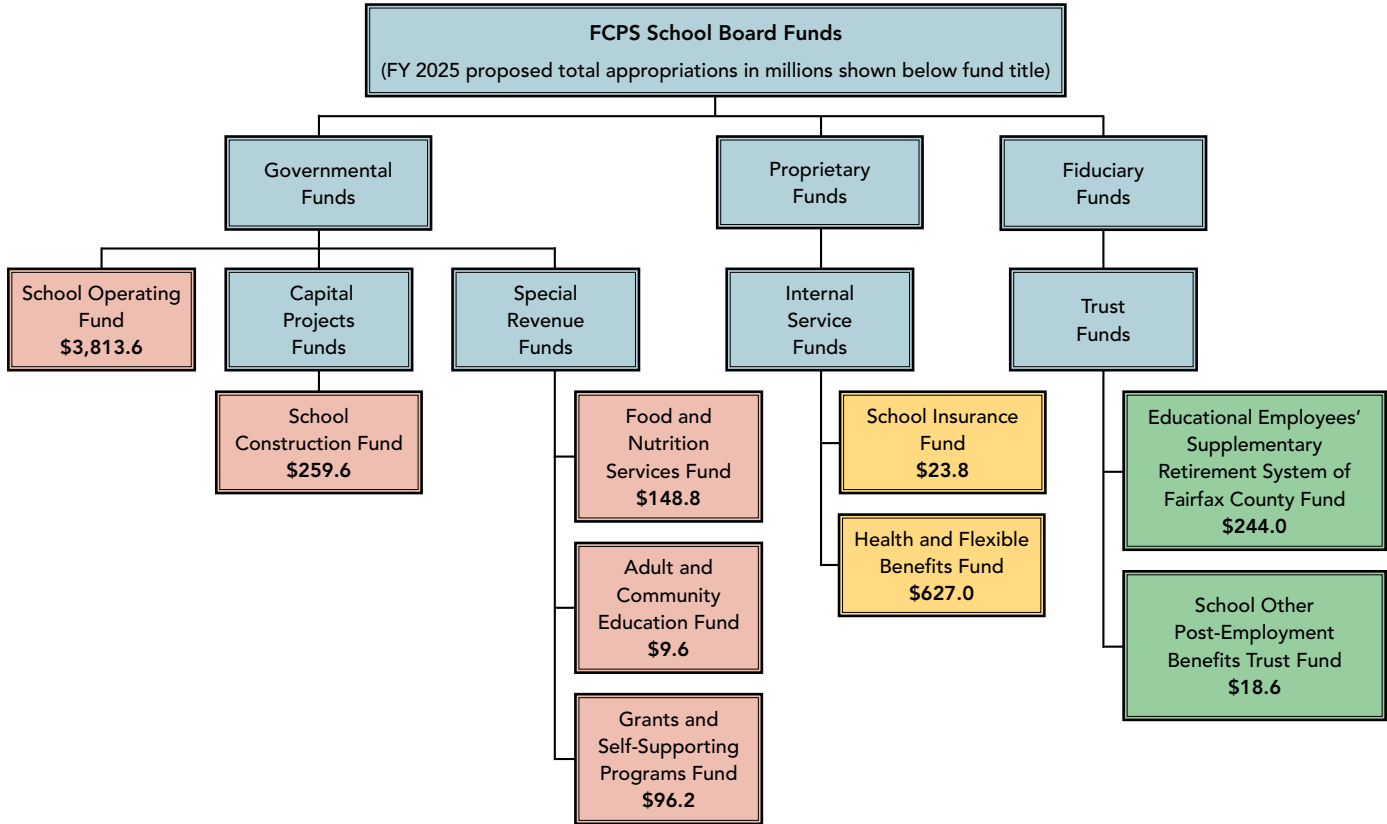 FCPS School Board Funds
(FY 2025 proposed total appropriations in millions shown below fund title)
Governmental
Funds
Proprietary
Funds
Fiduciary
Funds
School Operating
Fund
$3,813.6
Capital
Projects
Funds
Special
Revenue
Funds
Internal
Service
Funds
Trust
Funds
School
Construction Fund
$259.6
Food and
Nutrition
Services Fund
$148.8
School Insurance
Fund
$23.8
Educational Employees’
Supplementary
Retirement System of
Fairfax County Fund
$244.0
Health and Flexible
Benefits Fund
$627.0
Adult and
Community
Education Fund
$9.6
School Other
Post-Employment
Benefits Trust Fund
$18.6
Grants and
Self-Supporting
Programs Fund
$96.2